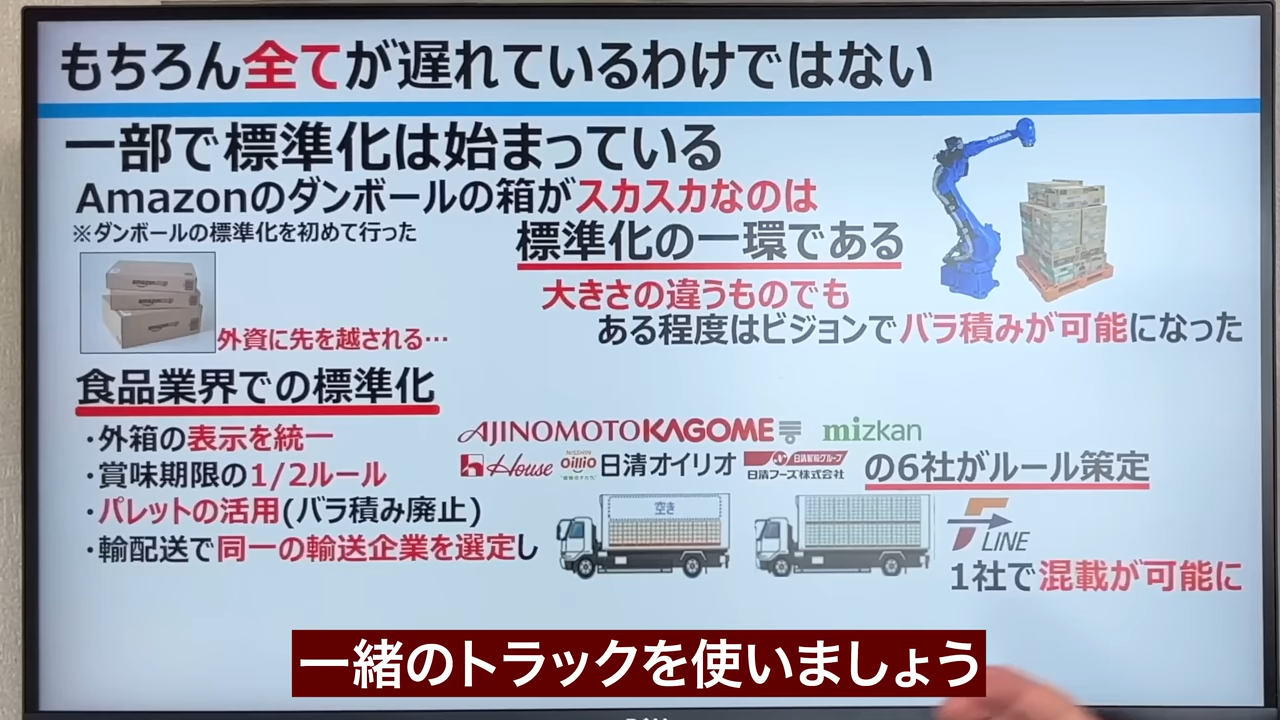 もちろん全てが遅れているわけではない
一部で標準化は始まっている
Amazonのダンボールの箱がスカスカなのは
※ダンボールの標準化を初めて行った
標準化の一環である
大きさの違うものでも
ある程度はビジョンでバラ積みが可能になった
外資に先を越される…
食品業界での標準化
・外箱の表示を統一
・賞味期限の1/2ルール
・パレットの活用(バラ積み廃止)
・輸配送で同一の輸送企業を選定し
AJINOMOTO KAGOME mizkan
House NISSHIN oillio 日清オイリオ 日清製粉グループ 日清フーズ株式会社 の6社がルール策定
空き
F-LINE
1社で混載が可能に
一緒のトラックを使いましょう